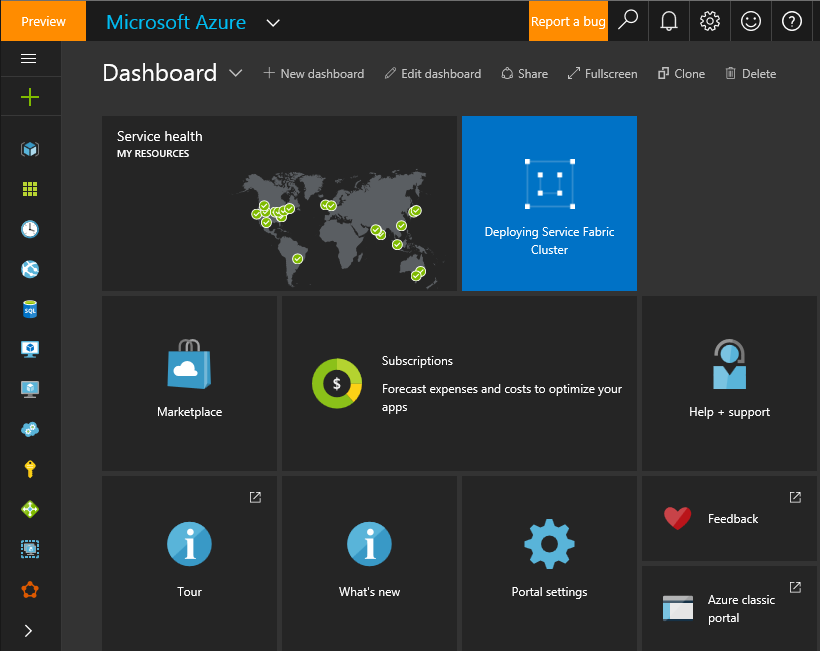 Preview
Microsoft Azure
Report a bug
Dashboard
New dashboard
Edit dashboard
Share
Fullscreen
Clone
Delete
Service health
MY RESOURCES
Deploying Service Fabric
Cluster
SQL
Marketplace
$
Subscriptions
Forecast expenses and costs to optimize your
apps
Help + support
Tour
What's new
Portal settings
Feedback
Azure classic
portal